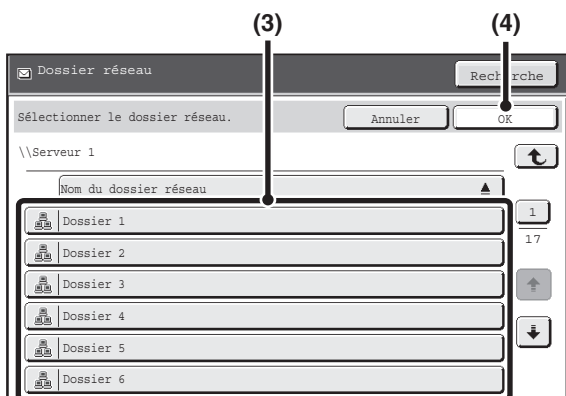 (3) (4)
Dossier réseau Recherche
Sélectionner le dossier réseau. Annuler OK
\\Serveur 1
Nom du dossier réseau
Dossier 1 1
Dossier 2 17
Dossier 3
Dossier 4
Dossier 5
Dossier 6